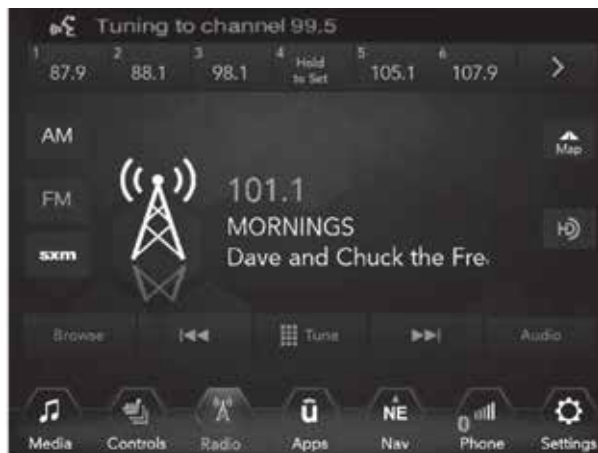 Tuning to channel 99.5
1 87.9 2 88.1 3 98.1 4 Hold to Set 5 105.1 6 107.9
AM
Map
FM
101.1
MORNINGS
sxm
Dave and Chuck the Fre
Browse Tune Audio
û NE 0
Media Controls Radio Apps Nav Phone Settings